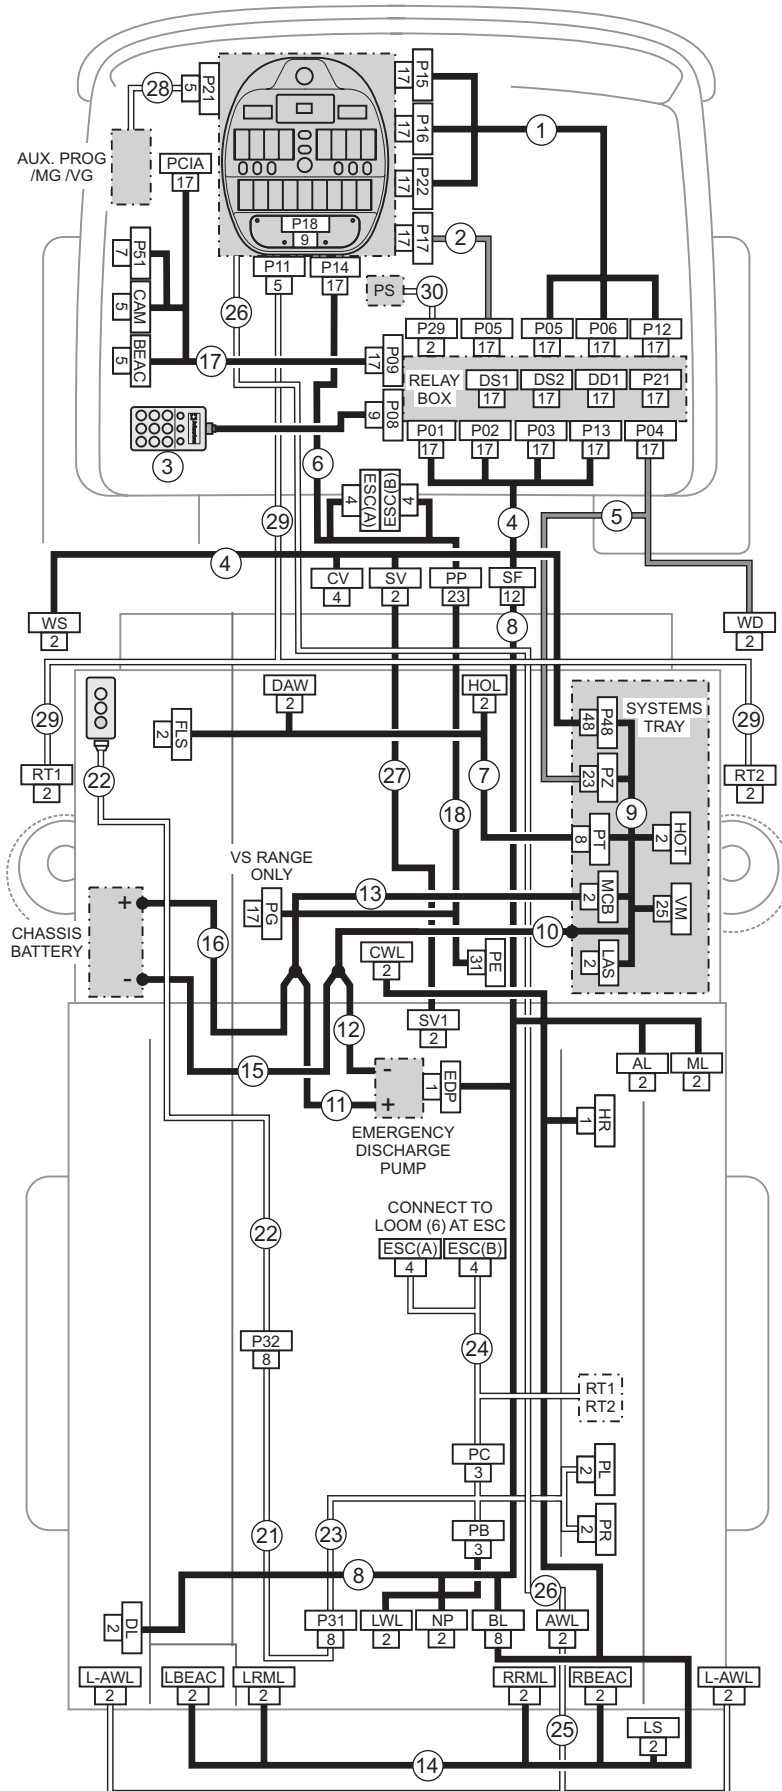 P15
17
P16
17
P22
17
P17
17
P21
5
28
1
2
AUX. PROG
/MG /VG
PCIA
17
P18
9
P51
7
CAM
5
BEAC
5
P11
5
P14
17
PS
30
26
P29
2
P05
17
P05
17
P06
17
P12
17
17
P09
17
RELAY
BOX
DS1
17
DS2
17
DD1
17
P21
17
P08
9
3
P01
17
P02
17
P03
17
P13
17
P04
17
6
4
ESC(A)
ESC(B)
4
29
4
5
4
CV
4
SV
2
PP
23
SF
12
8
WS
2
WD
2
DAW
2
HOL
2
FLS
2
SYSTEMS
TRAY
P48
48
PZ
23
29
22
27
7
18
9
29
RT1
2
RT2
2
PT
8
HOT
2
VS RANGE
ONLY
PG
17
13
MCB
2
VM
25
CHASSIS
BATTERY
+
-
16
10
CWL
2
PE
31
LAS
2
12
SV1
2
15
11
-
+
EDP
1
AL
2
ML
2
HR
1
EMERGENCY
DISCHARGE
PUMP
CONNECT TO
LOOM (6) AT ESC
ESC(A)
4
ESC(B)
4
22
P32
8
24
RT1
RT2
PC
3
PL
2
21
23
PB
3
PR
2
8
26
DL
2
P31
8
LWL
2
NP
2
BL
8
AWL
2
L-AWL
2
LBEAC
2
LRML
2
RRML
2
RBEAC
2
L-AWL
2
25
LS
2
14